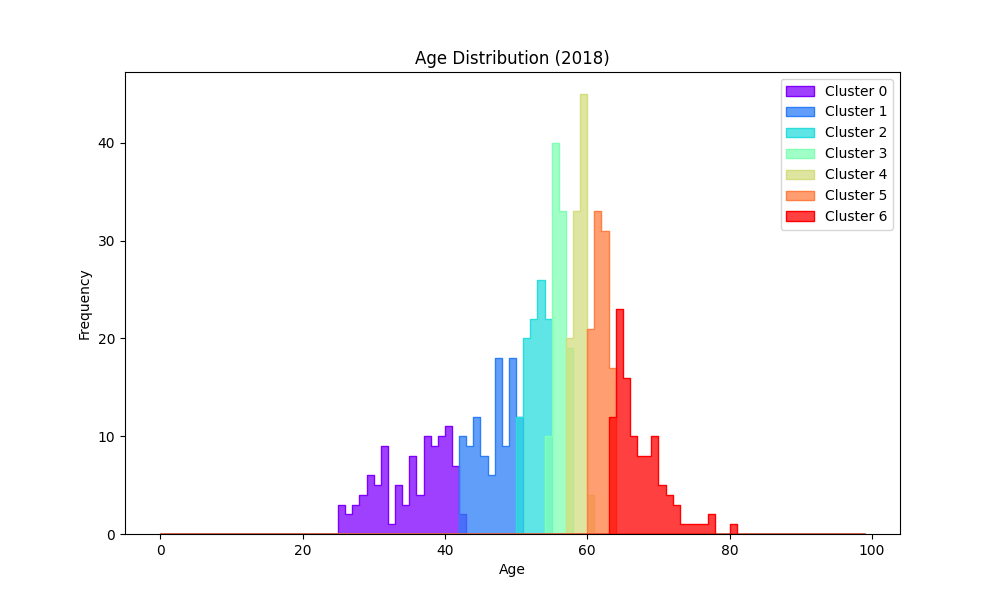 Age Distribution (2018)
Cluster 0
Cluster 1
Cluster 2
Cluster 3
Cluster 4
Cluster 5
Cluster 6
Frequency
40
30
20
10
0
0 20 40 60 80 100
Age